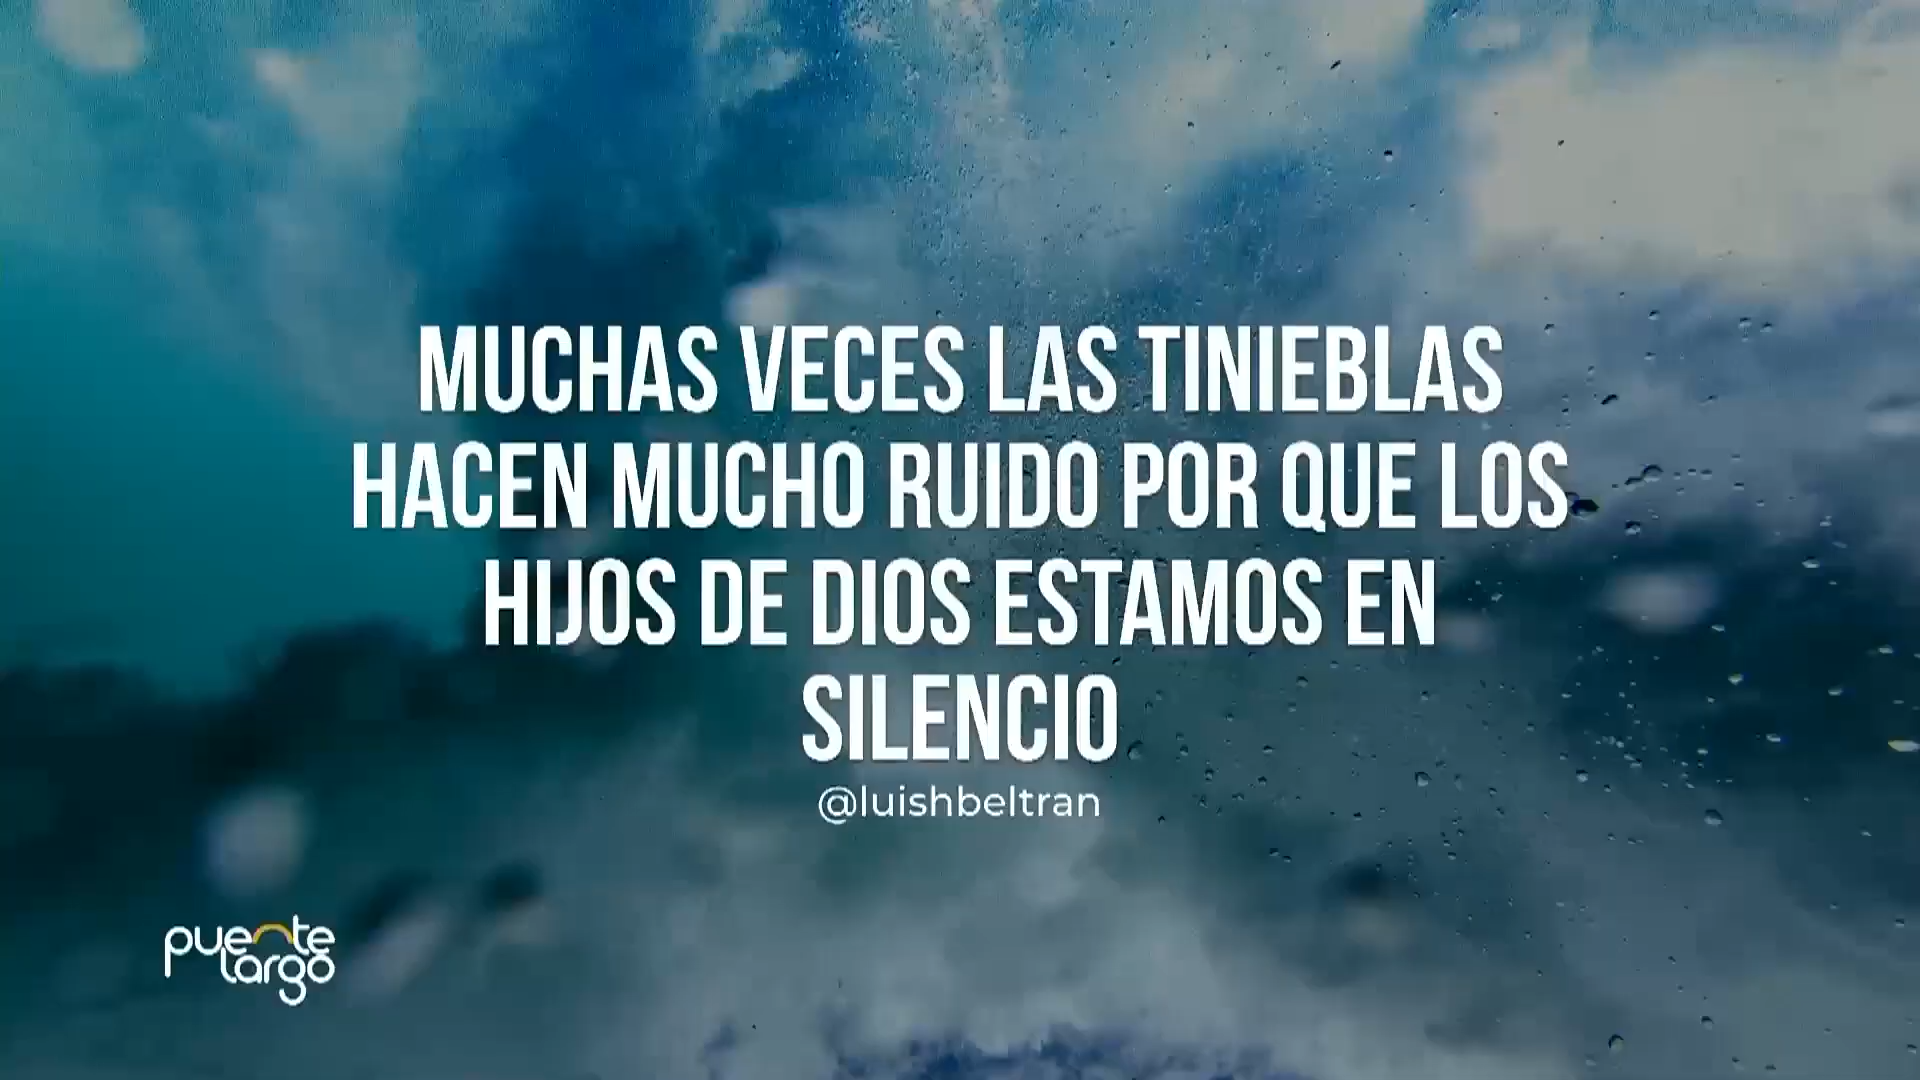 MUCHAS VECES LAS TINIEBLAS
HACEN MUCHO RUIDO POR QUE LOS
HIJOS DE DIOS ESTAMOS EN
SILENCIO
@luishbeltran
puente
largo